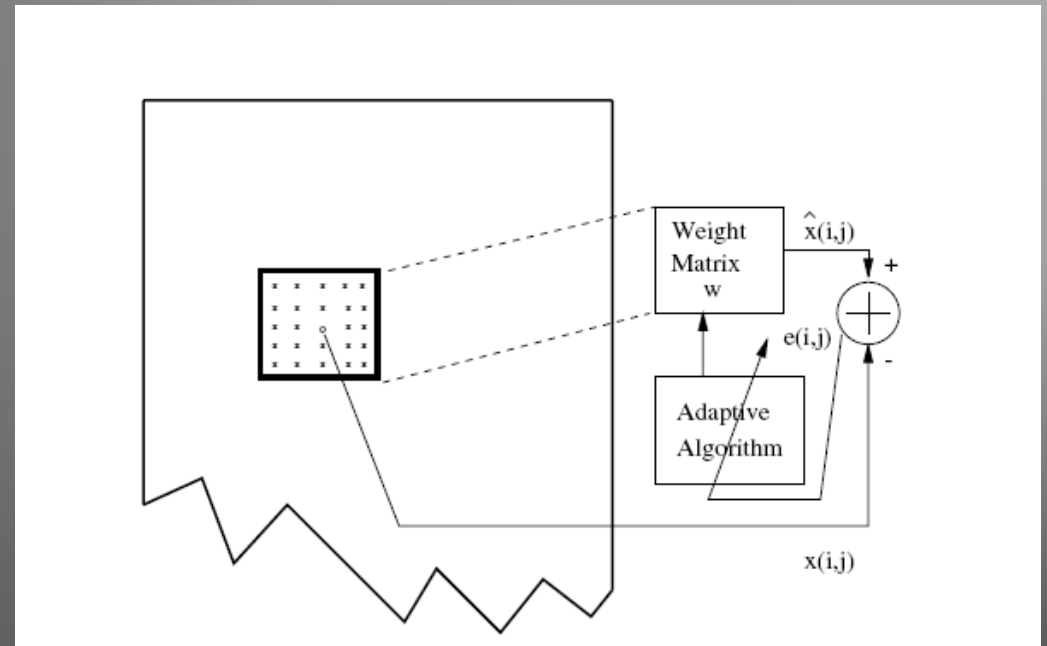 Weight
Matrix
w
x̂(i,j)
+
e(i,j)
-
Adaptive
Algorithm
x(i,j)